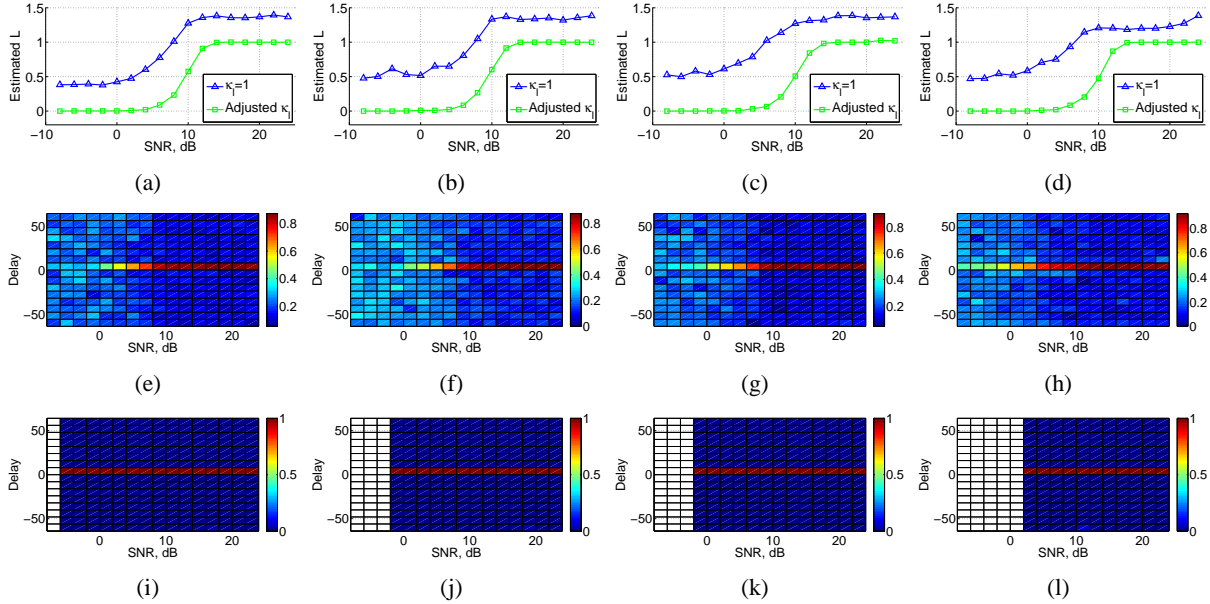 1.5
1
0.5
0
Estimated L
−10
0
10
20
SNR, dB
κl=1
Adjusted κl
(a)
1.5
1
0.5
0
Estimated L
−10
0
10
20
SNR, dB
κl=1
Adjusted κl
(b)
1.5
1
0.5
0
Estimated L
−10
0
10
20
SNR, dB
κl=1
Adjusted κl
(c)
1.5
1
0.5
0
Estimated L
−10
0
10
20
SNR, dB
κl=1
Adjusted κl
(d)
50
0
−50
Delay
10
20
SNR, dB
0.8
0.6
0.4
0.2
(e)
50
0
−50
Delay
0
10
20
SNR, dB
0.8
0.6
0.4
0.2
0
(f)
50
0
−50
Delay
10
20
SNR, dB
0.8
0.6
0.4
0.2
(g)
50
0
−50
Delay
10
20
SNR, dB
0.8
0.6
0.4
0.2
0
(h)
50
0
−50
Delay
0
20
SNR, dB
1
0.5
0
(i)
50
0
−50
Delay
0
20
SNR, dB
1
0.5
0
(j)
50
0
−50
Delay
0
20
SNR, dB
1
0.5
0
(k)
50
0
−50
Delay
0
20
SNR, dB
1
0.5
0
(l)